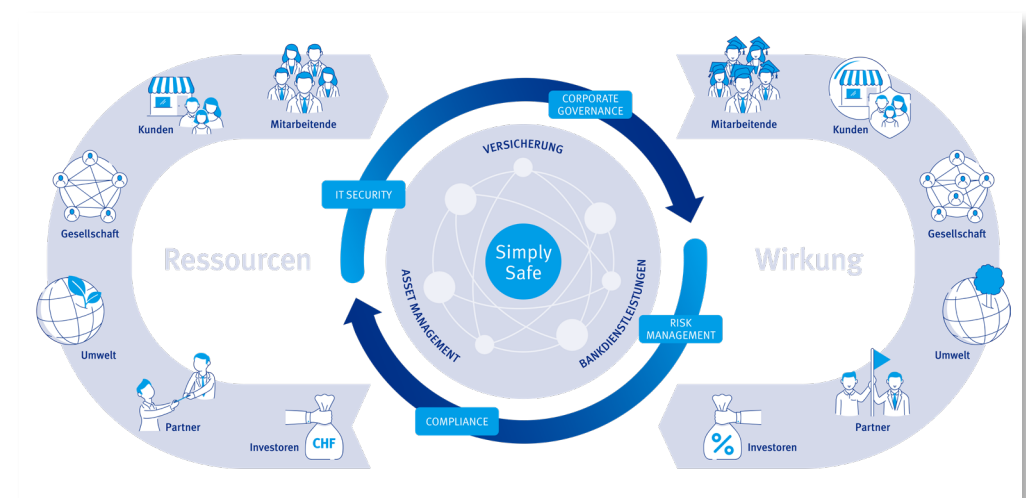 Mitarbeitende
Kunden
Gesellschaft
Umwelt
Partner
Investoren
CHF
Ressourcen
IT SECURITY
CORPORATE
GOVERNANCE
VERSICHERUNG
Simply
Safe
ASSET MANAGEMENT
BANKDIENSTLEISTUNGEN
RISK
MANAGEMENT
COMPLIANCE
Wirkung
Mitarbeitende
Kunden
Gesellschaft
Umwelt
Partner
%
Investoren